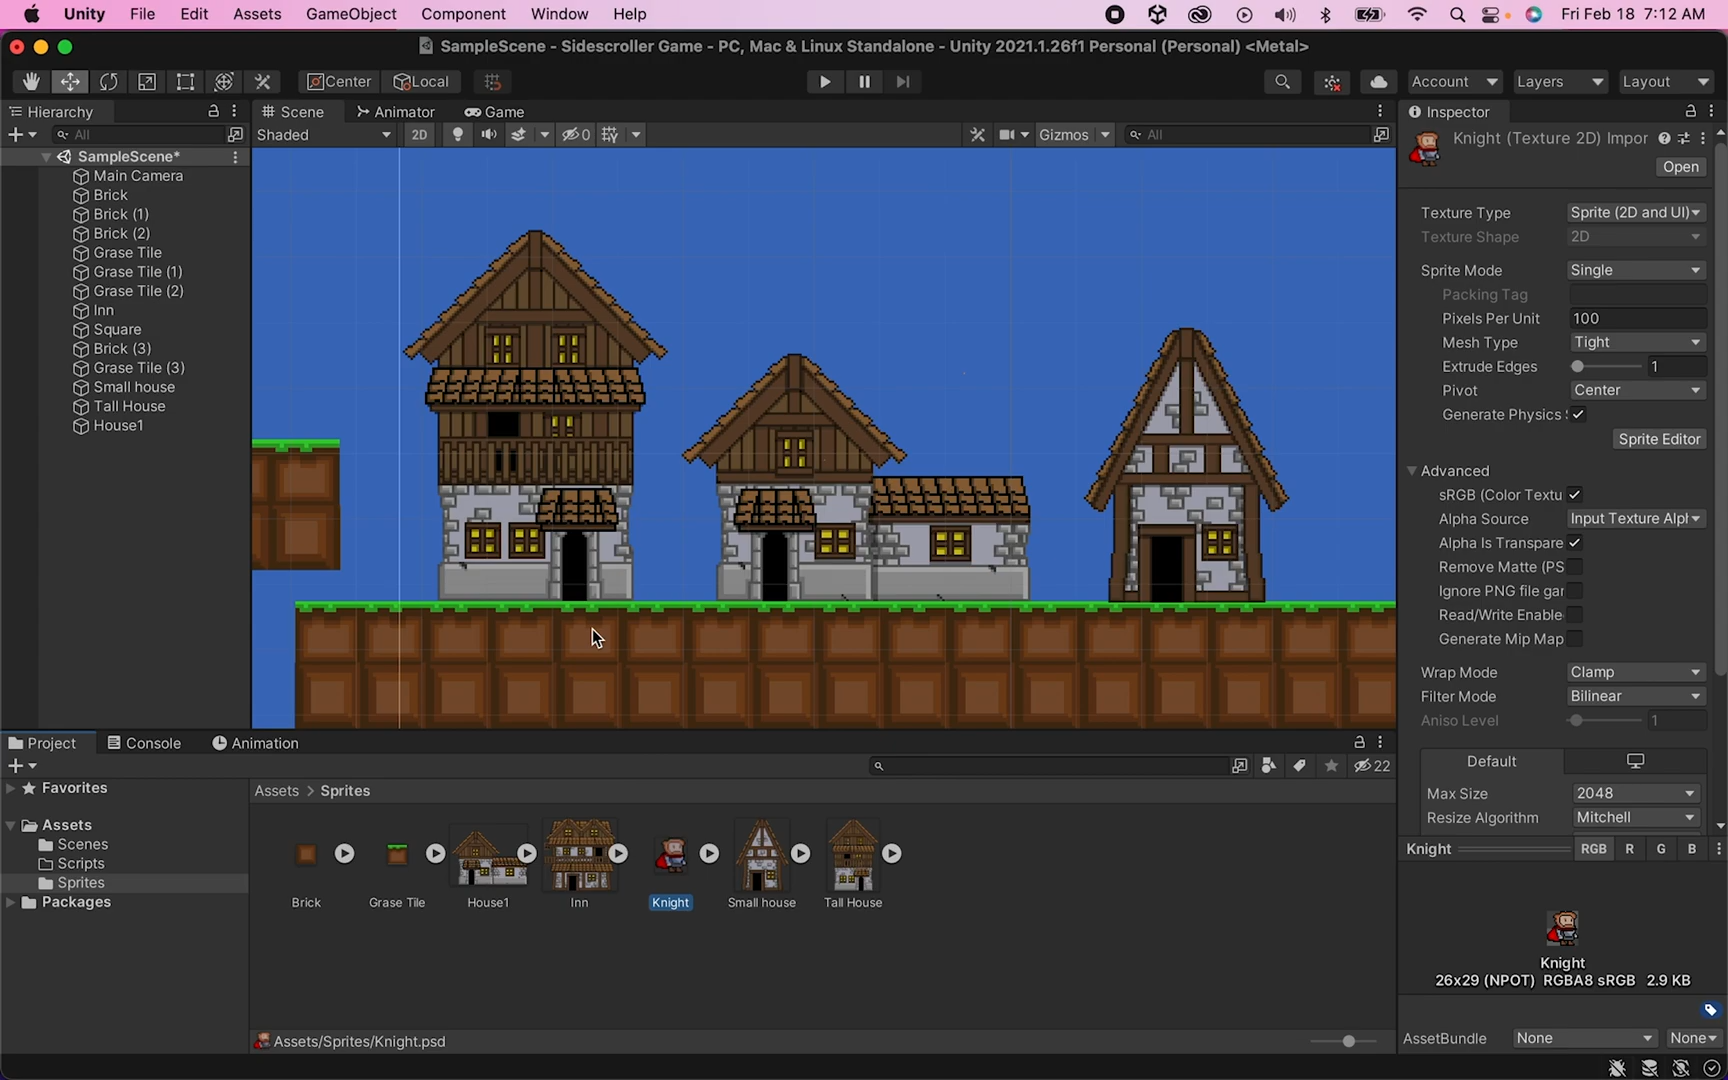 Unity File Edit Assets GameObject Component Window Help Fri Feb 18 7:12 AM
SampleScene - Sidescroller Game - PC, Mac & Linux Standalone - Unity 2021.1.26f1 Personal (Personal) <Metal>
Center Local Account Layers Layout
Hierarchy
All
SampleScene*
Main Camera
Brick
Brick (1)
Brick (2)
Grase Tile
Grase Tile (1)
Grase Tile (2)
Inn
Square
Brick (3)
Grase Tile (3)
Small house
Tall House
House1
Scene Animator Game
Shaded 2D 0 Gizmos All
Inspector
Knight (Texture 2D) Impor
Open
Texture Type Sprite (2D and UI)
Texture Shape 2D
Sprite Mode Single
Packing Tag
Pixels Per Unit 100
Mesh Type Tight
Extrude Edges 1
Pivot Center
Generate Physics
Sprite Editor
Advanced
sRGB (Color Textu
Alpha Source Input Texture Alpl
Alpha Is Transpare
Remove Matte (PS
Ignore PNG file gar
Read/Write Enable
Generate Mip Map
Wrap Mode Clamp
Filter Mode Bilinear
Aniso Level 1
Default
Max Size 2048
Resize Algorithm Mitchell
Knight RGB R G B
Knight
26x29 (NPOT) RGBA8 sRGB 2.9 KB
AssetBundle None None
Project Console Animation
22
Favorites
Assets
Scenes
Scripts
Sprites
Packages
Assets > Sprites
Brick Grase Tile House1 Inn Knight Small house Tall House
Assets/Sprites/Knight.psd